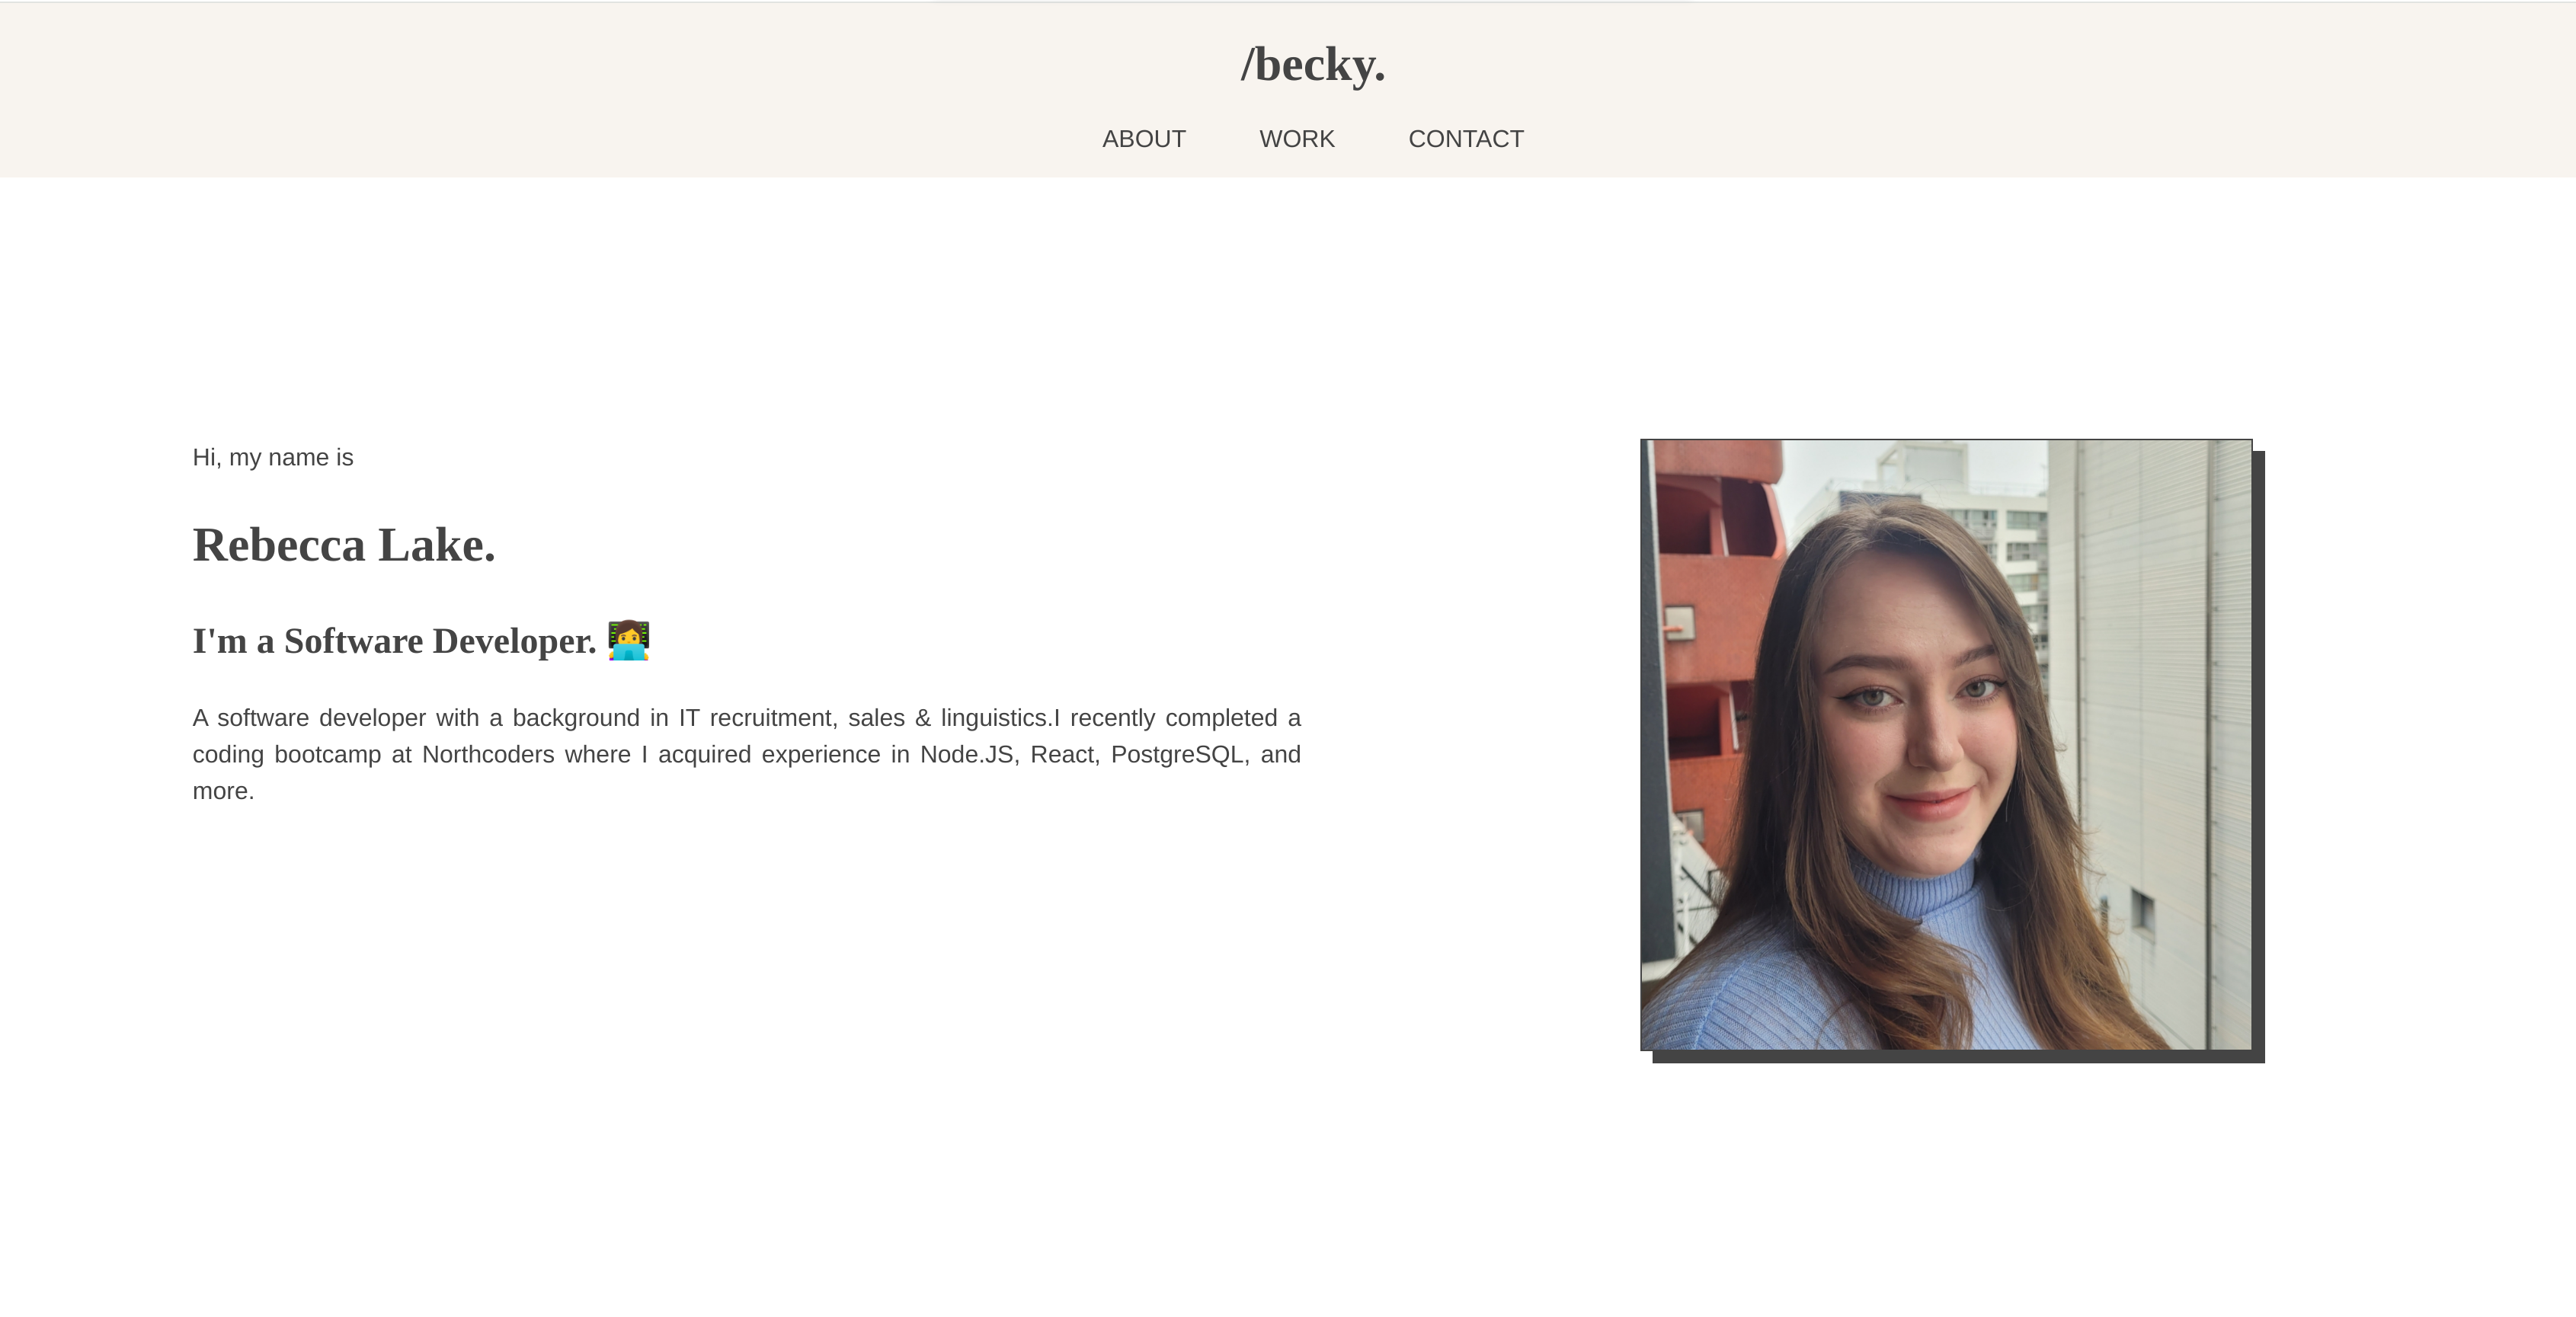 /becky.
ABOUT WORK CONTACT
Hi, my name is
Rebecca Lake.
I'm a Software Developer. 👩‍💻
A software developer with a background in IT recruitment, sales & linguistics.I recently completed a
coding bootcamp at Northcoders where I acquired experience in Node.JS, React, PostgreSQL, and
more.